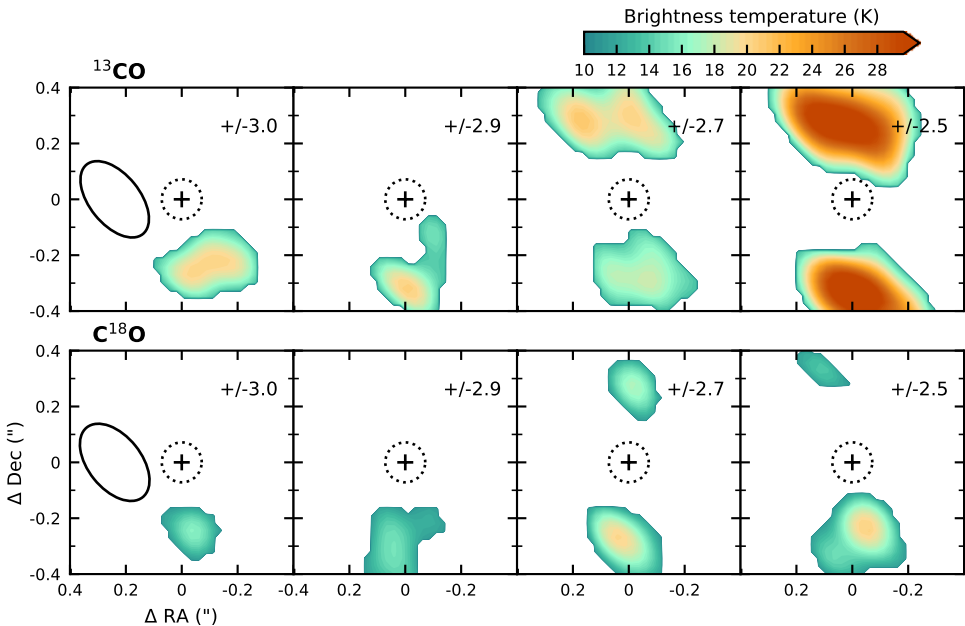 Brightness temperature (K)
10 12 14 16 18 20 22 24 26 28
¹³CO
0.4
0.2
0
-0.2
-0.4
+/-3.0 +/-2.9 +/-2.7 +/-2.5
C¹⁸O
0.4
0.2
0
-0.2
-0.4
+/-3.0 +/-2.9 +/-2.7 +/-2.5
Δ Dec (")
0.4 0.2 0 -0.2 -0.4 0.2 0 -0.2 0.2 0 -0.2 0.2 0 -0.2
Δ RA (")